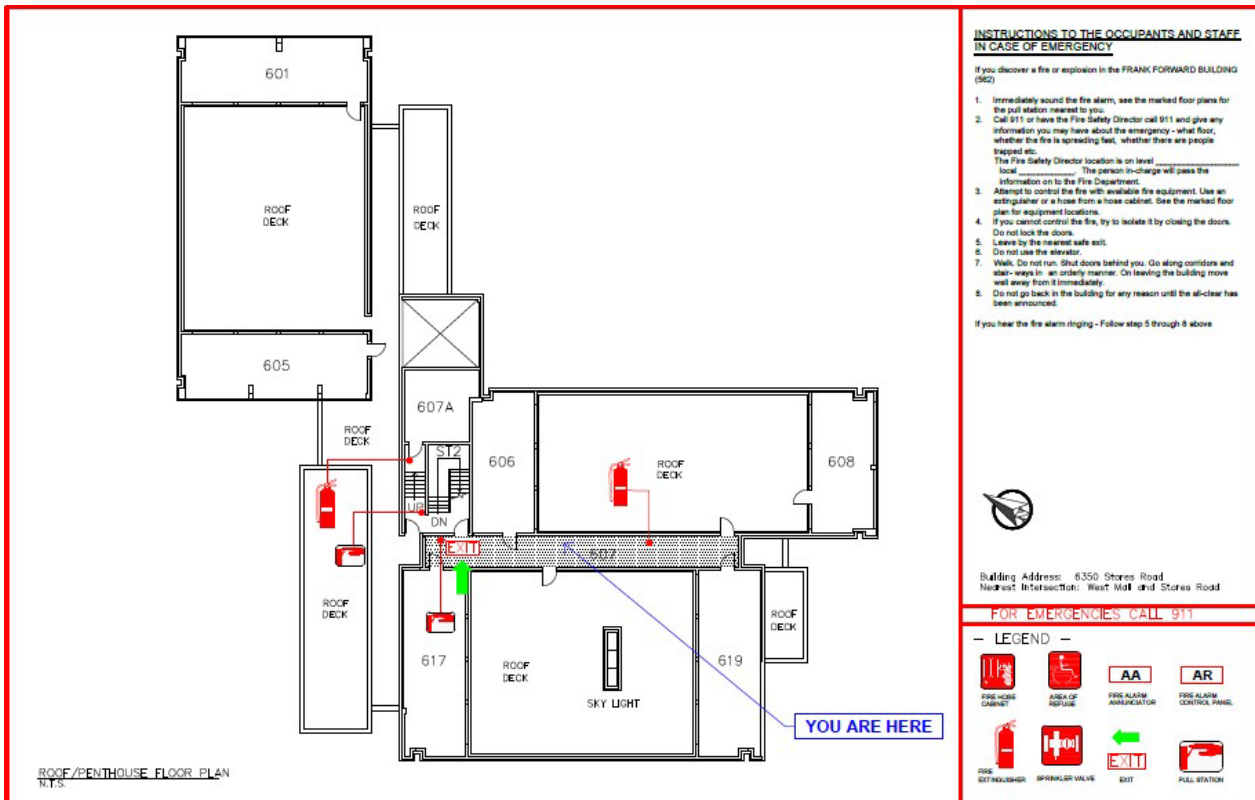 601
ROOF
DECK
ROOF
DECK
605
607A
ROOF
DECK
ST2
606
ROOF
DECK
608
UP
DN
EXIT
607
ROOF
DECK
617
ROOF
DECK
SKY LIGHT
619
ROOF
DECK
YOU ARE HERE
ROOF/PENTHOUSE FLOOR PLAN
N.T.S.
INSTRUCTIONS TO THE OCCUPANTS AND STAFF
IN CASE OF EMERGENCY
If you discover a fire or explosion in the FRANK FORWARD BUILDING
(562)
1. Immediately sound the fire alarm, see the marked floor plans for
the pull station nearest to you.
2. Call 911 or have the Fire Safety Director call 911 and give any
information you may have about the emergency - what floor,
whether the fire is spreading fast, whether there are people
trapped etc.
The Fire Safety Director location is on level ____________________
local ______________. The person in-charge will pass the
information on to the Fire Department.
3. Attempt to control the fire with available fire equipment. Use an
extinguisher or a hose from a hose cabinet. See the marked floor
plan for equipment locations.
4. If you cannot control the fire, try to isolate it by closing the doors.
Do not lock the doors.
5. Leave by the nearest safe exit.
6. Do not use the elevator.
7. Walk. Do not run. Shut doors behind you. Go along corridors and
stair- ways in an orderly manner. On leaving the building move
well away from it immediately.
8. Do not go back in the building for any reason until the all-clear has
been announced.
If you hear the fire alarm ringing - Follow step 5 through 8 above
Building Address: 6350 Stores Road
Nearest Intersection: West Mall and Stores Road
FOR EMERGENCIES CALL 911
- LEGEND -
FIRE HOSE
CABINET
AREA OF
REFUGE
AA
FIRE ALARM
ANNUNCIATOR
AR
FIRE ALARM
CONTROL PANEL
FIRE
EXTINGUISHER
SPRINKLER VALVE
EXIT
EXIT
PULL STATION